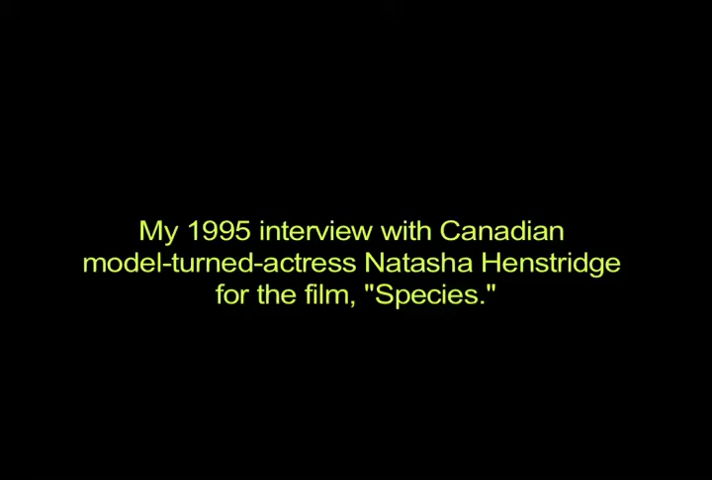 My 1995 interview with Canadian
model-turned-actress Natasha Henstridge
for the film, "Species."